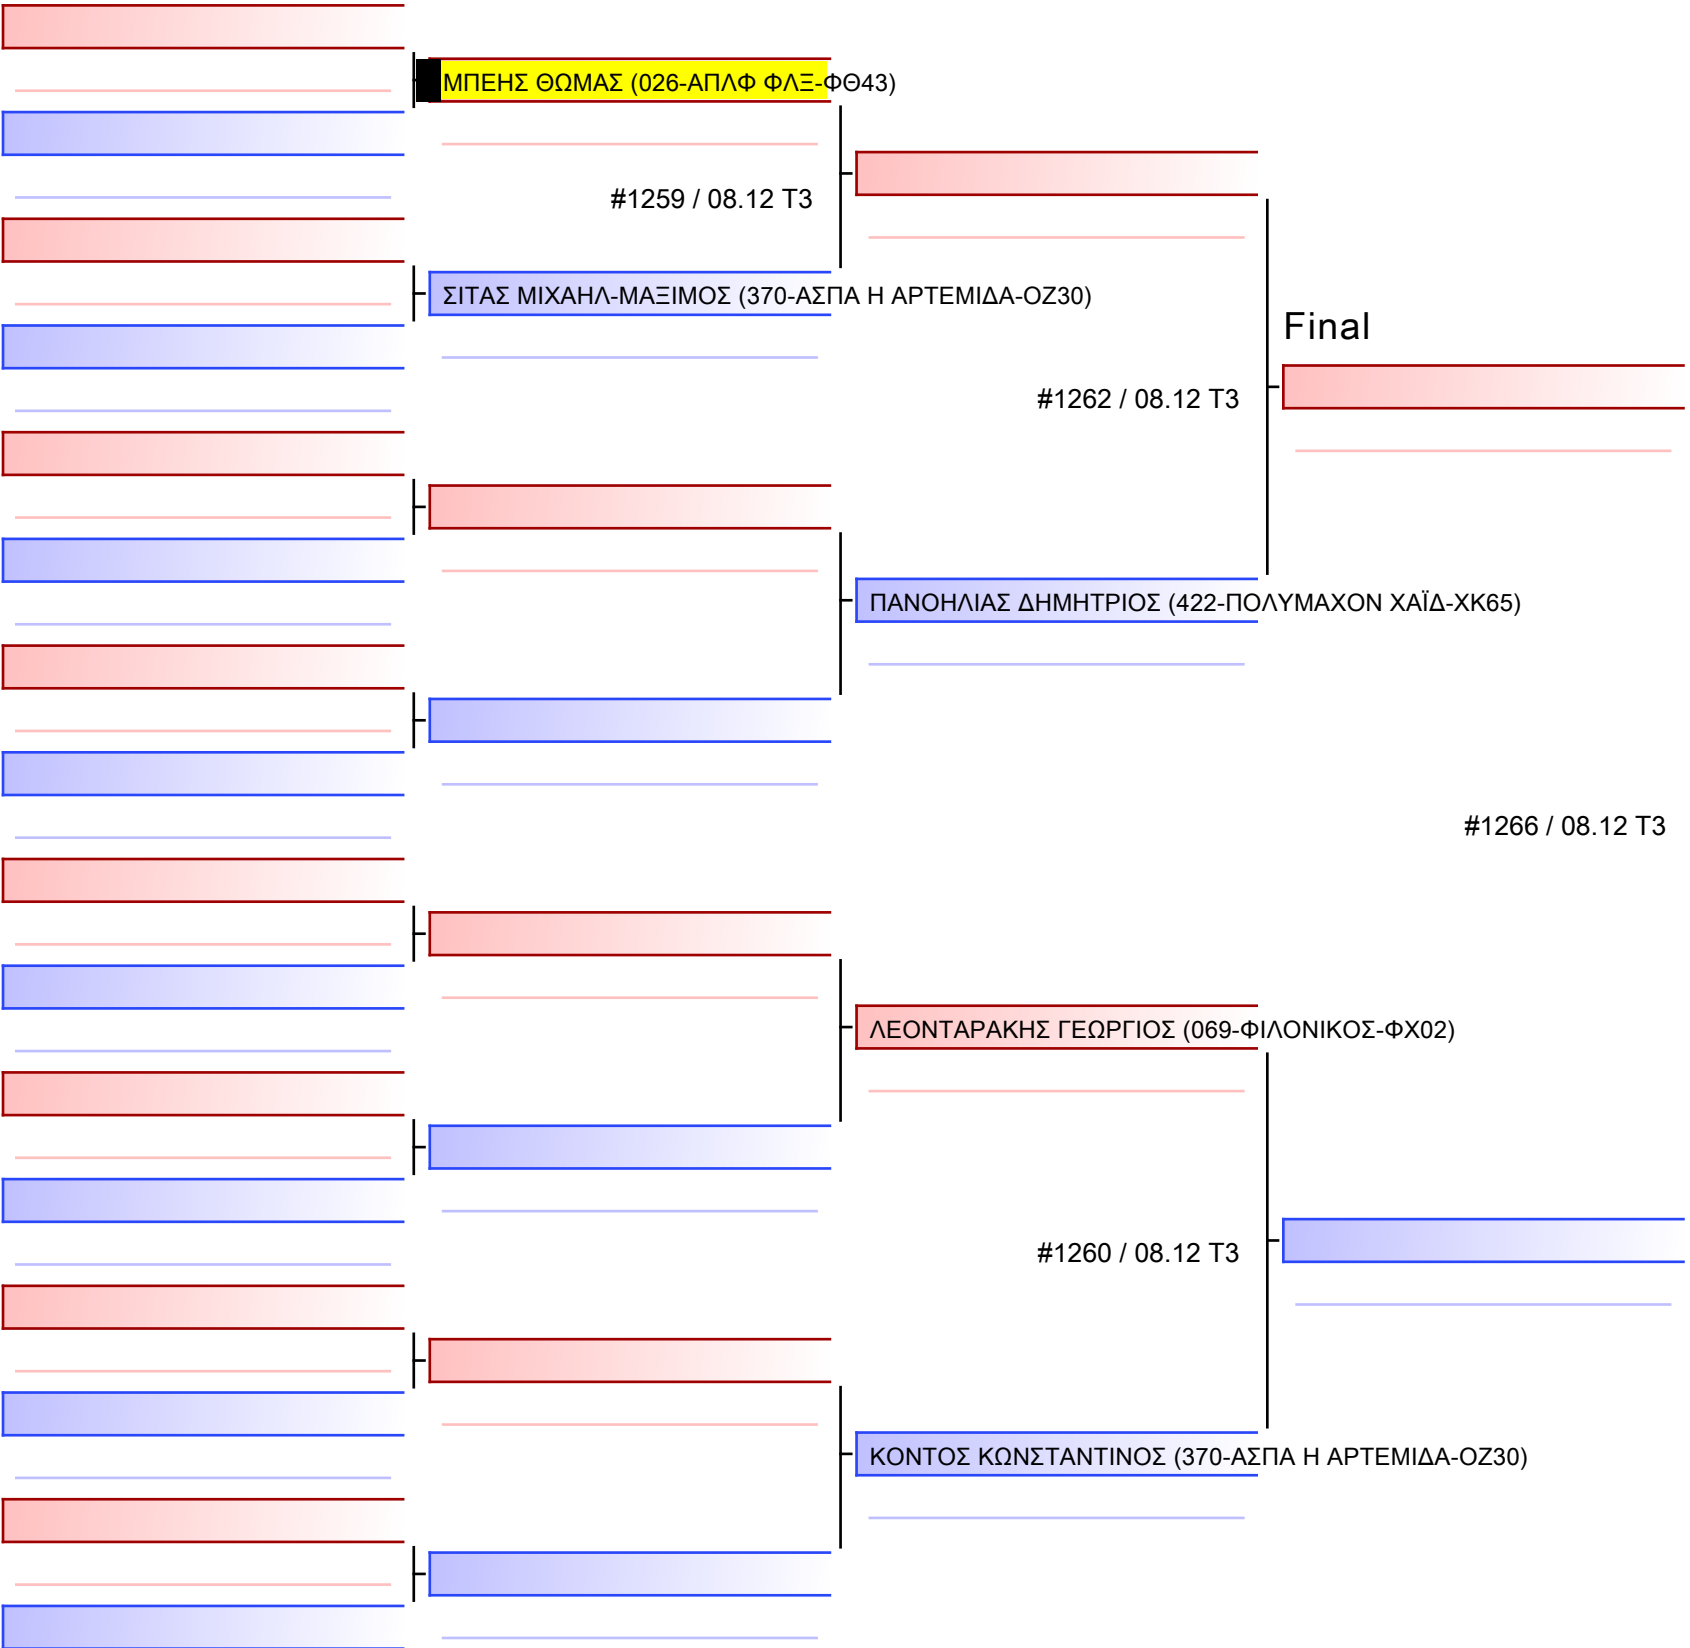 ΜΠΕΗΣ ΘΩΜΑΣ (026-ΑΠΛΦ ΦΛΞ-ΦΘ43)
#1259 / 08.12 T3
ΣΙΤΑΣ ΜΙΧΑΗΛ-ΜΑΞΙΜΟΣ (370-ΑΣΠΑ Η ΑΡΤΕΜΙΔΑ-ΟΖ30)
Final
#1262 / 08.12 T3
ΠΑΝΟΗΛΙΑΣ ΔΗΜΗΤΡΙΟΣ (422-ΠΟΛΥΜΑΧΟΝ ΧΑΪΔ-ΧΚ65)
#1266 / 08.12 T3
ΛΕΟΝΤΑΡΑΚΗΣ ΓΕΩΡΓΙΟΣ (069-ΦΙΛΟΝΙΚΟΣ-ΦΧ02)
#1260 / 08.12 T3
ΚΟΝΤΟΣ ΚΩΝΣΤΑΝΤΙΝΟΣ (370-ΑΣΠΑ Η ΑΡΤΕΜΙΔΑ-ΟΖ30)